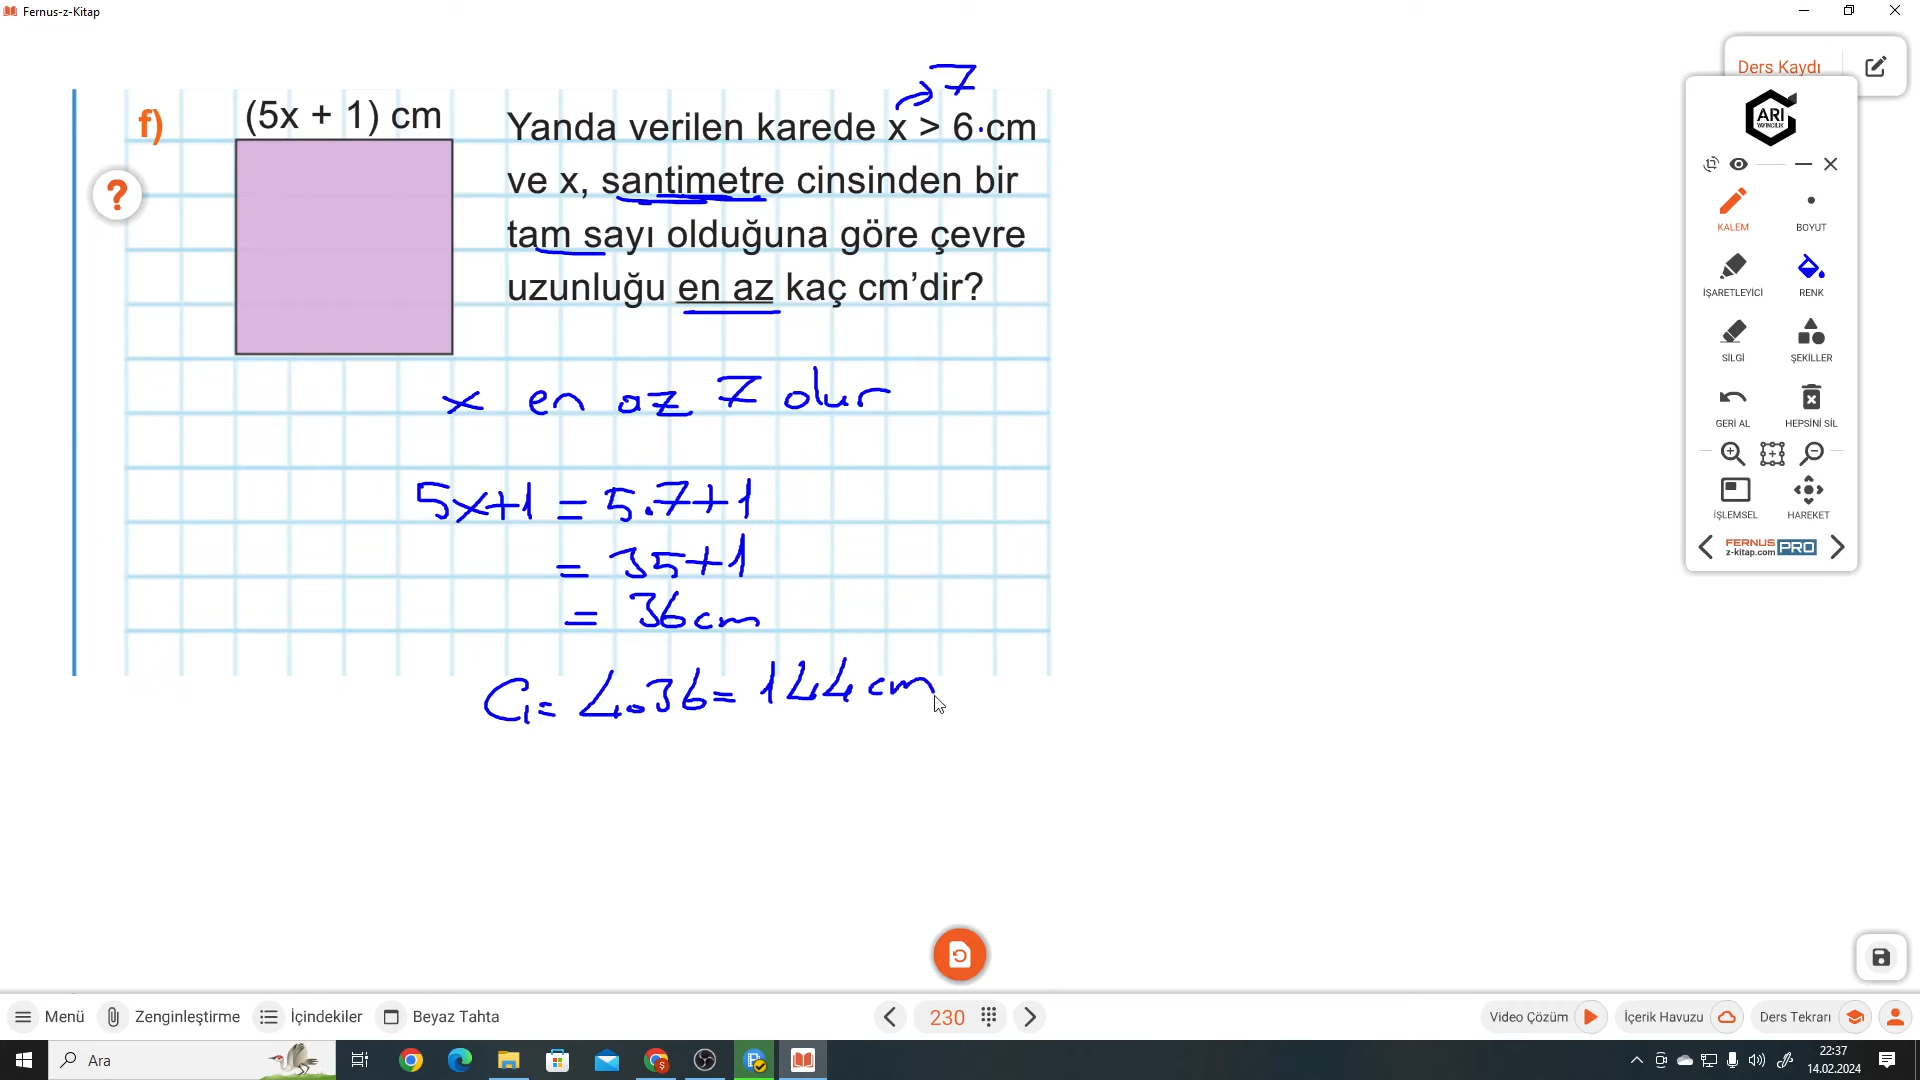 Fernus-z-Kitap
Ders Kaydı
7
f)
(5x + 1) cm
Yanda verilen karede x > 6 cm
ve x, santimetre cinsinden bir
tam sayı olduğuna göre çevre
uzunluğu en az kaç cm'dir?
?
x en az 7 olur
5x+1 = 5.7+1
= 35+1
= 36cm
Ç= 4.36= 144 cm
ARI
YAYINCILIK
KALEM
BOYUT
İŞARETLEYİCİ
RENK
SİLGİ
ŞEKİLLER
GERİ AL
HEPSİNİ SİL
İŞLEMSEL
HAREKET
FERNUS PRO
z-kitap.com
Menü
Zenginleştirme
İçindekiler
Beyaz Tahta
230
Video Çözüm
İçerik Havuzu
Ders Tekrarı
Ara
22:37
14.02.2024